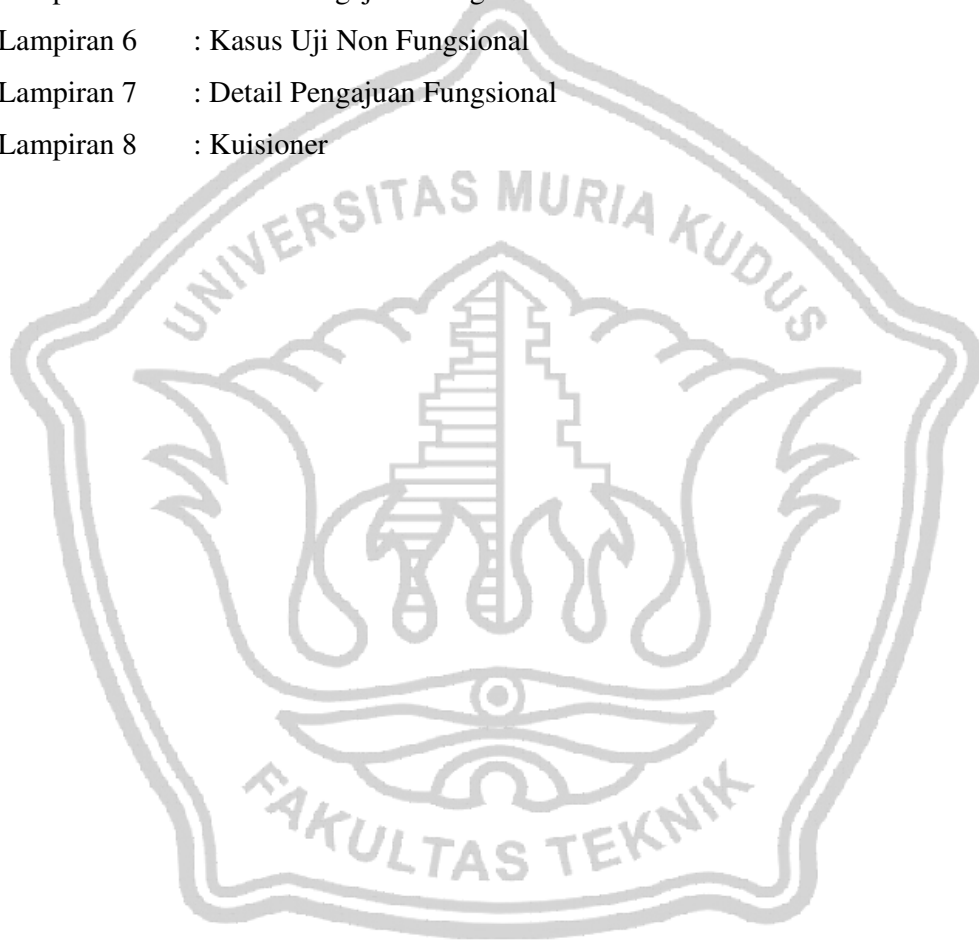 Lampiran 6 : Kasus Uji Non Fungsional
Lampiran 7 : Detail Pengajuan Fungsional
Lampiran 8 : Kuisioner
UNIVERSITAS MURIA KUDUS
FAKULTAS TEKNIK